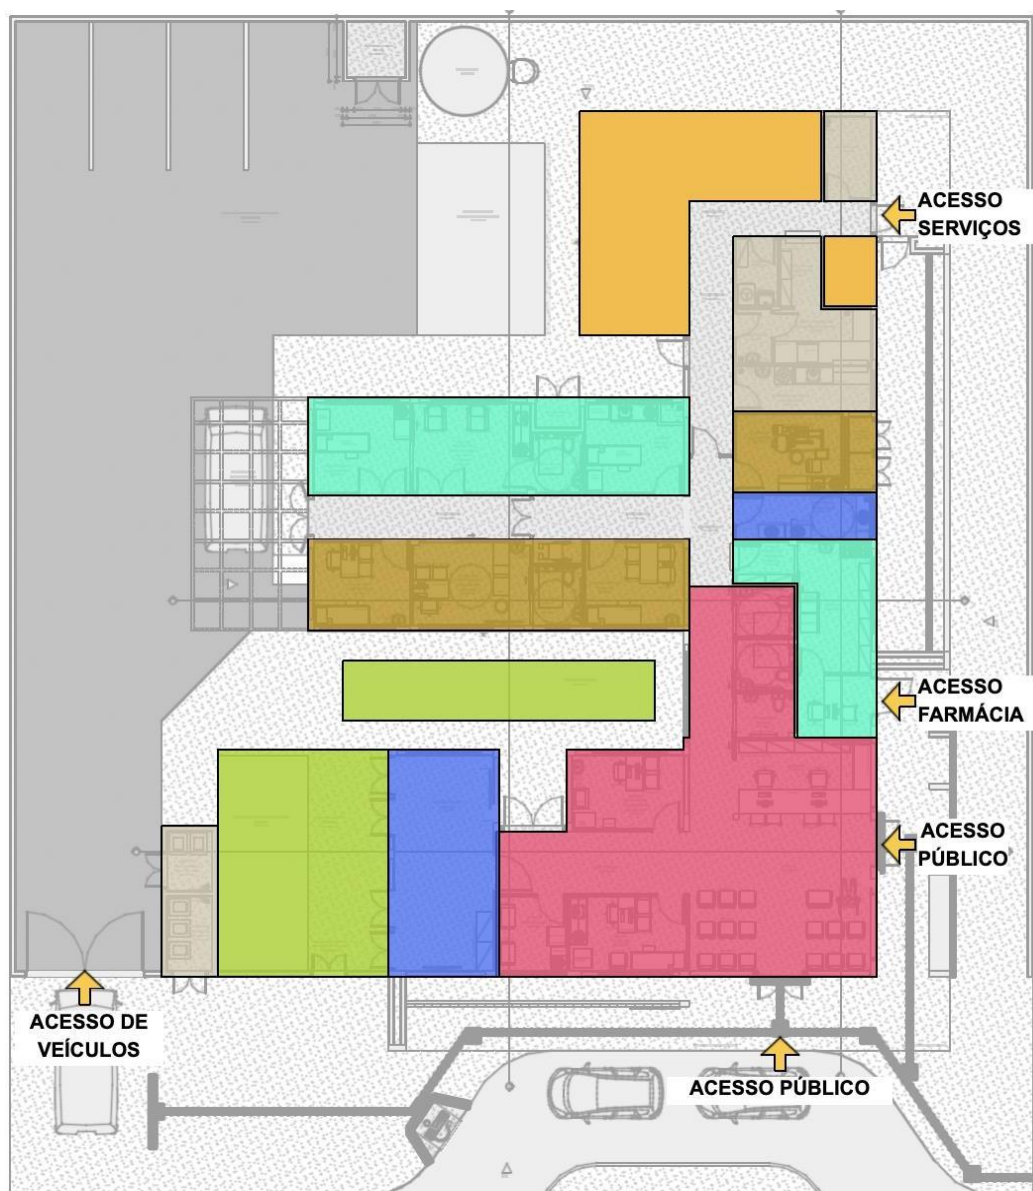 ACESSO
SERVIÇOS
ACESSO
FARMÁCIA
ACESSO
PÚBLICO
ACESSO DE
VEÍCULOS
ACESSO PÚBLICO